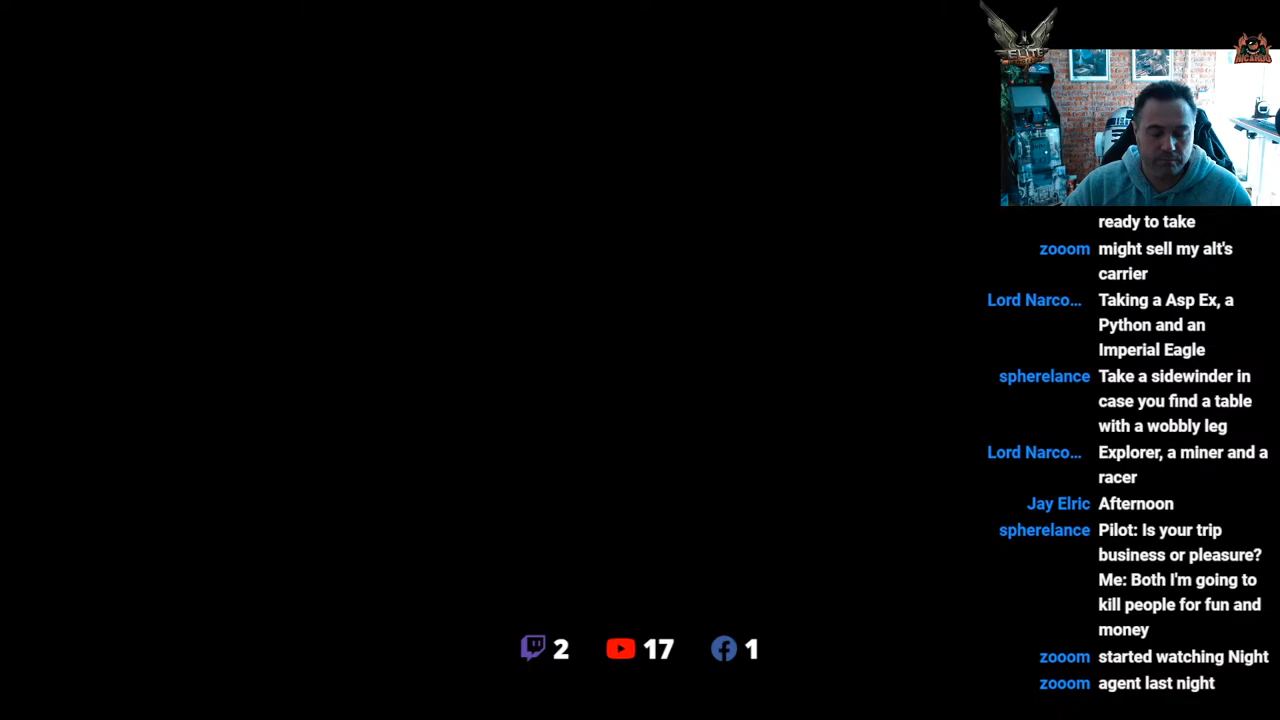 ELITE
RICARDO
ready to take
zooom might sell my alt's
carrier
Lord Narco... Taking a Asp Ex, a
Python and an
Imperial Eagle
spherelance Take a sidewinder in
case you find a table
with a wobbly leg
Lord Narco... Explorer, a miner and a
racer
Jay Elric Afternoon
spherelance Pilot: Is your trip
business or pleasure?
Me: Both I'm going to
kill people for fun and
money
zooom started watching Night
zooom agent last night
2 17 1